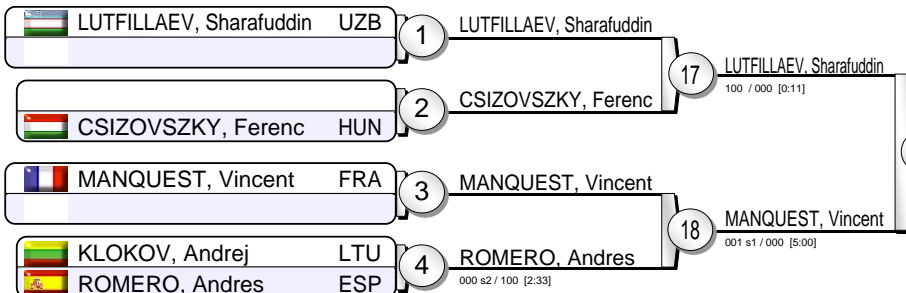 LUTFILLAEV, Sharafuddin UZB
1
LUTFILLAEV, Sharafuddin
17
LUTFILLAEV, Sharafuddin
100 / 000 [0:11]
2
CSIZOVSZKY, Ferenc
CSIZOVSZKY, Ferenc HUN
MANQUEST, Vincent FRA
3
MANQUEST, Vincent
18
MANQUEST, Vincent
001 s1 / 000 [5:00]
KLOKOV, Andrej LTU
4
ROMERO, Andres
000 s2 / 100 [2:33]
ROMERO, Andres ESP